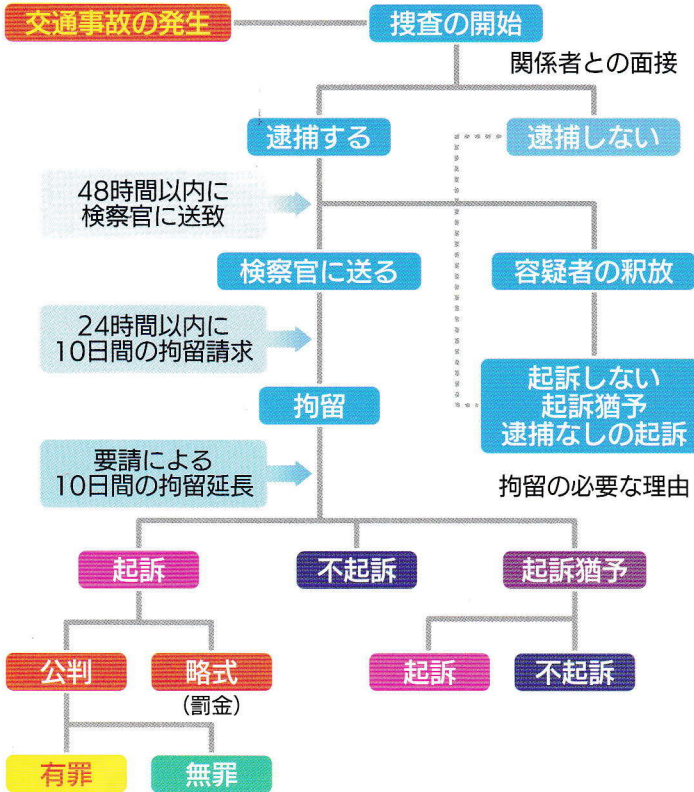 交通事故の発生
捜査の開始
関係者との面接
逮捕する
逮捕しない
48時間以内に
検察官に送致
検察官に送る
容疑者の釈放
24時間以内に
10日間の拘留請求
起訴しない
起訴猶予
逮捕なしの起訴
拘留
要請による
10日間の拘留延長
拘留の必要な理由
起訴
不起訴
起訴猶予
公判
略式
(罰金)
起訴
不起訴
有罪
無罪